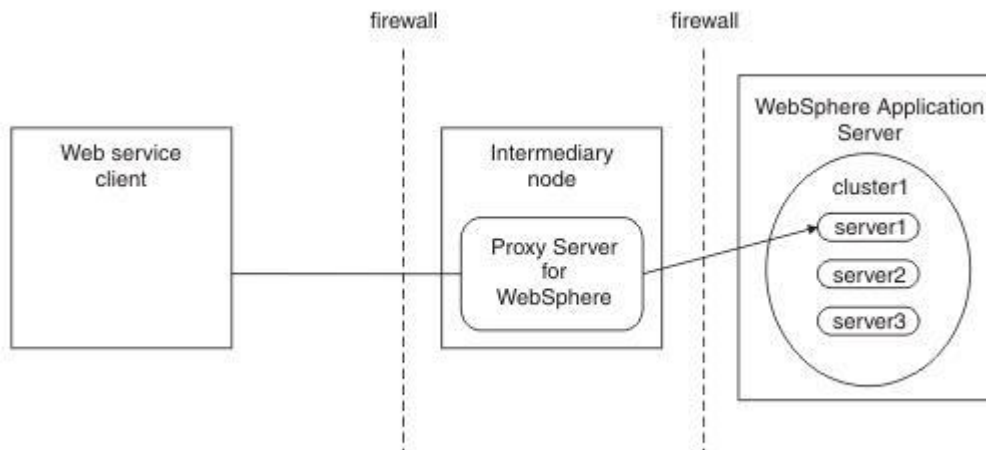 firewall
firewall
Web service
client
Intermediary
node
Proxy Server
for
WebSphere
WebSphere Application
Server
cluster1
server1
server2
server3